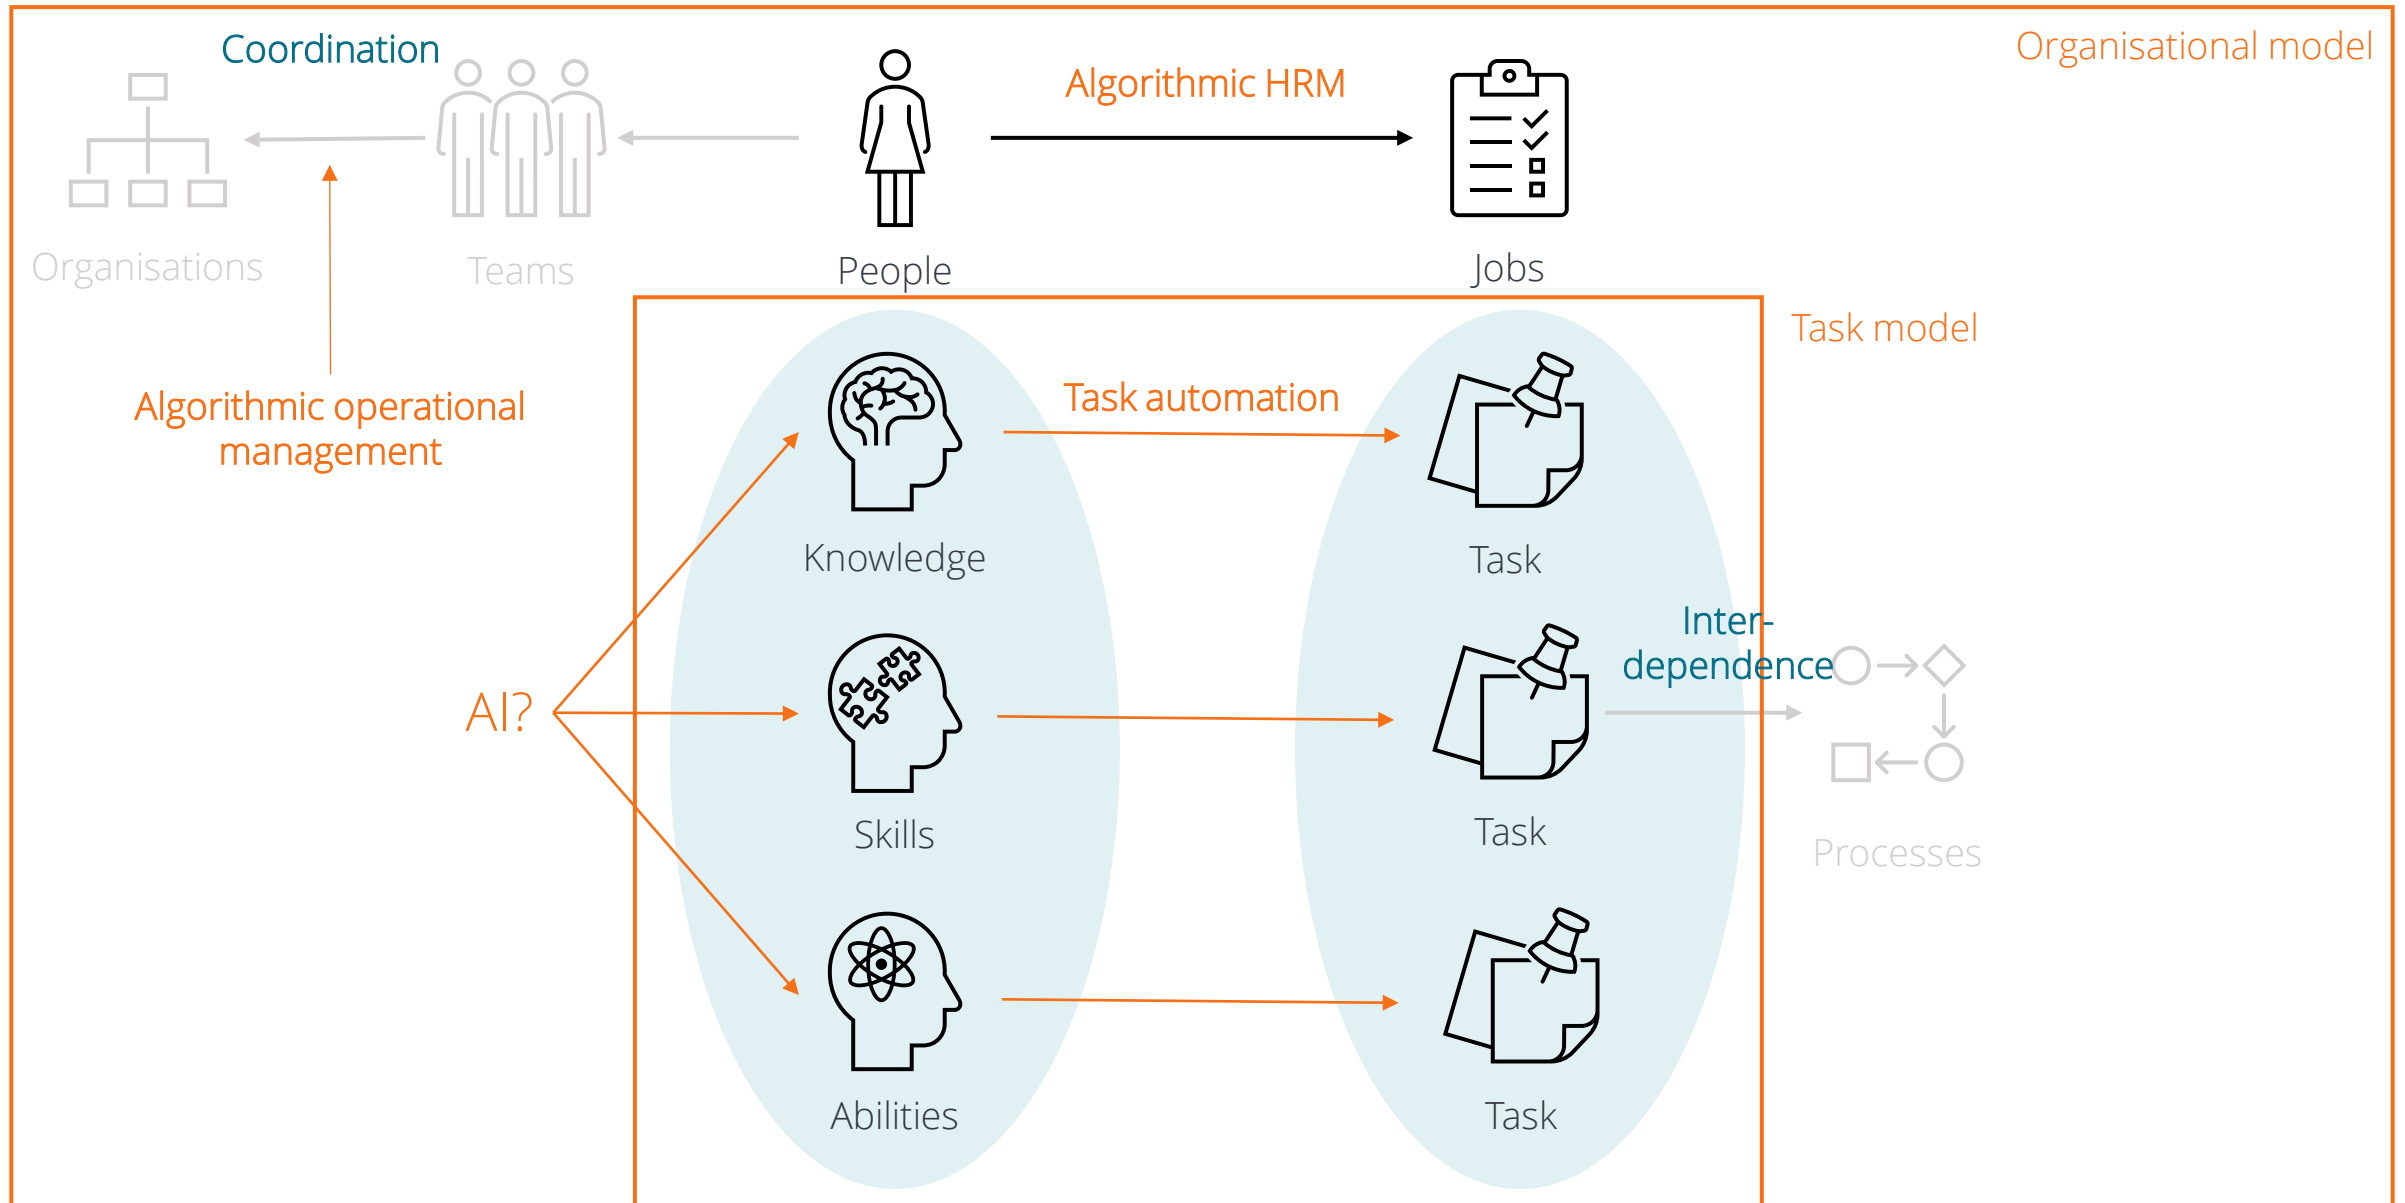 Organisational model
Coordination
Algorithmic HRM
Organisations
Teams
People
Jobs
Task model
Algorithmic operational
management
Task automation
Knowledge
Task
Inter-
dependence
AI?
Skills
Task
Processes
Abilities
Task